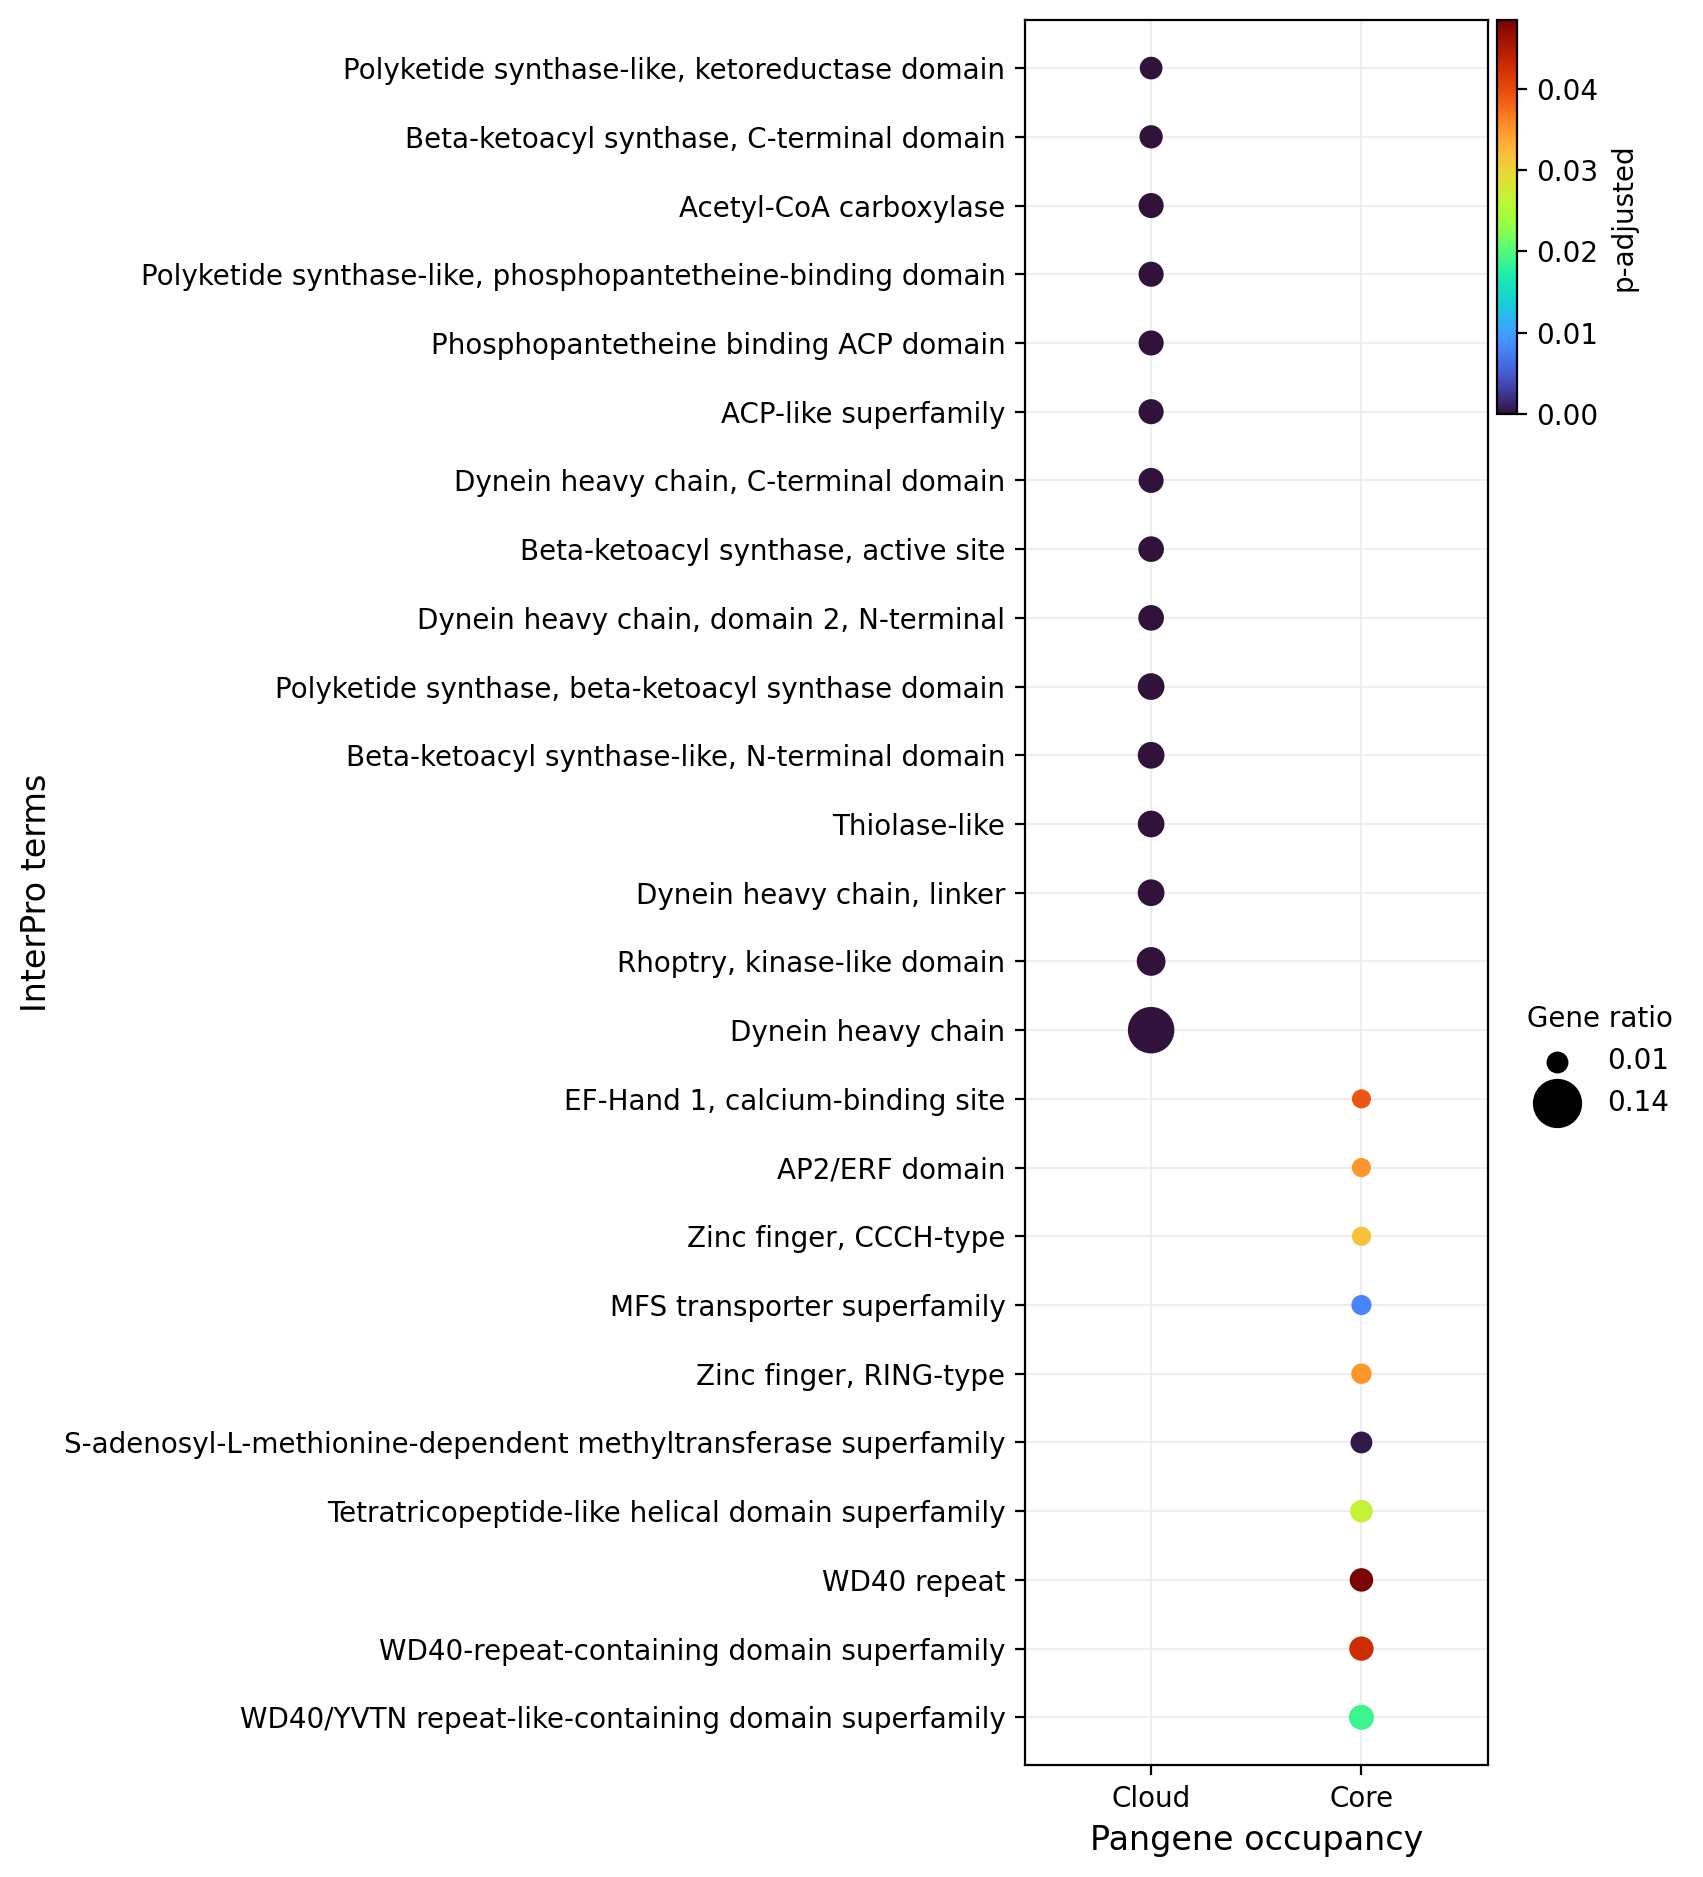 Polyketide synthase-like, ketoreductase domain
Beta-ketoacyl synthase, C-terminal domain
Acetyl-CoA carboxylase
Polyketide synthase-like, phosphopantetheine-binding domain
Phosphopantetheine binding ACP domain
ACP-like superfamily
Dynein heavy chain, C-terminal domain
Beta-ketoacyl synthase, active site
Dynein heavy chain, domain 2, N-terminal
Polyketide synthase, beta-ketoacyl synthase domain
Beta-ketoacyl synthase-like, N-terminal domain
Thiolase-like
Dynein heavy chain, linker
Rhoptry, kinase-like domain
Dynein heavy chain
EF-Hand 1, calcium-binding site
AP2/ERF domain
Zinc finger, CCCH-type
MFS transporter superfamily
Zinc finger, RING-type
S-adenosyl-L-methionine-dependent methyltransferase superfamily
Tetratricopeptide-like helical domain superfamily
WD40 repeat
WD40-repeat-containing domain superfamily
WD40/YVTN repeat-like-containing domain superfamily
InterPro terms
Cloud
Core
Pangene occupancy
0.04
0.03
0.02
0.01
0.00
p-adjusted
Gene ratio
0.01
0.14